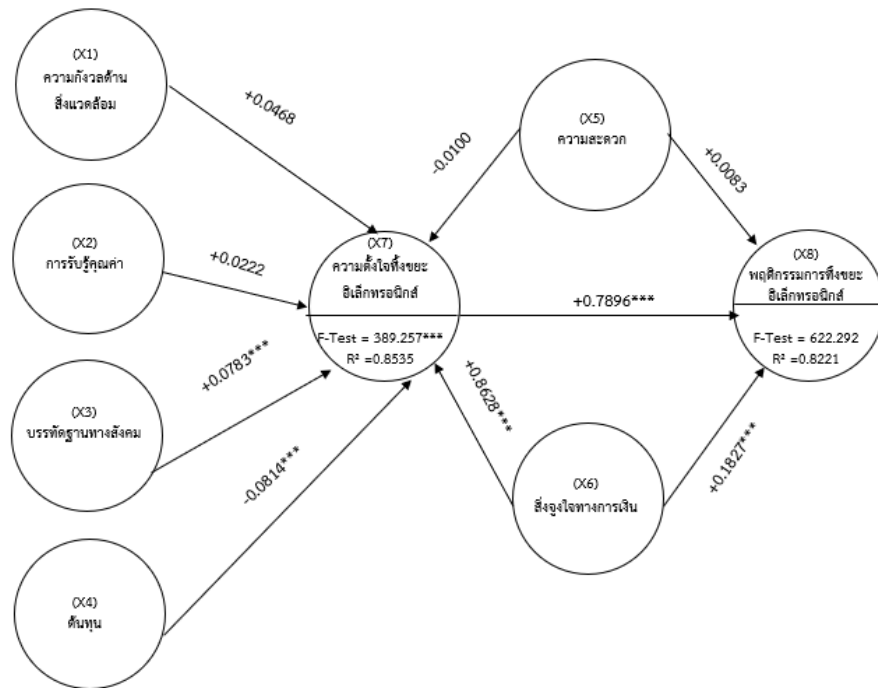 (X1)
ความกังวลด้าน
สิ่งแวดล้อม
+0.0468
(X2)
การรับรู้คุณค่า
+0.0222
(X3)
บรรทัดฐานทางสังคม
+0.0783***
(X4)
ต้นทุน
-0.0814***
(X5)
ความสะดวก
-0.0100
+0.0083
(X7)
ความตั้งใจทิ้งขยะ
อิเล็กทรอนิกส์
F-Test = 389.257***
R² =0.8535
+0.7896***
(X8)
พฤติกรรมการทิ้งขยะ
อิเล็กทรอนิกส์
F-Test = 622.292
R² =0.8221
+0.8628***
(X6)
สิ่งจูงใจทางการเงิน
+0.1827***